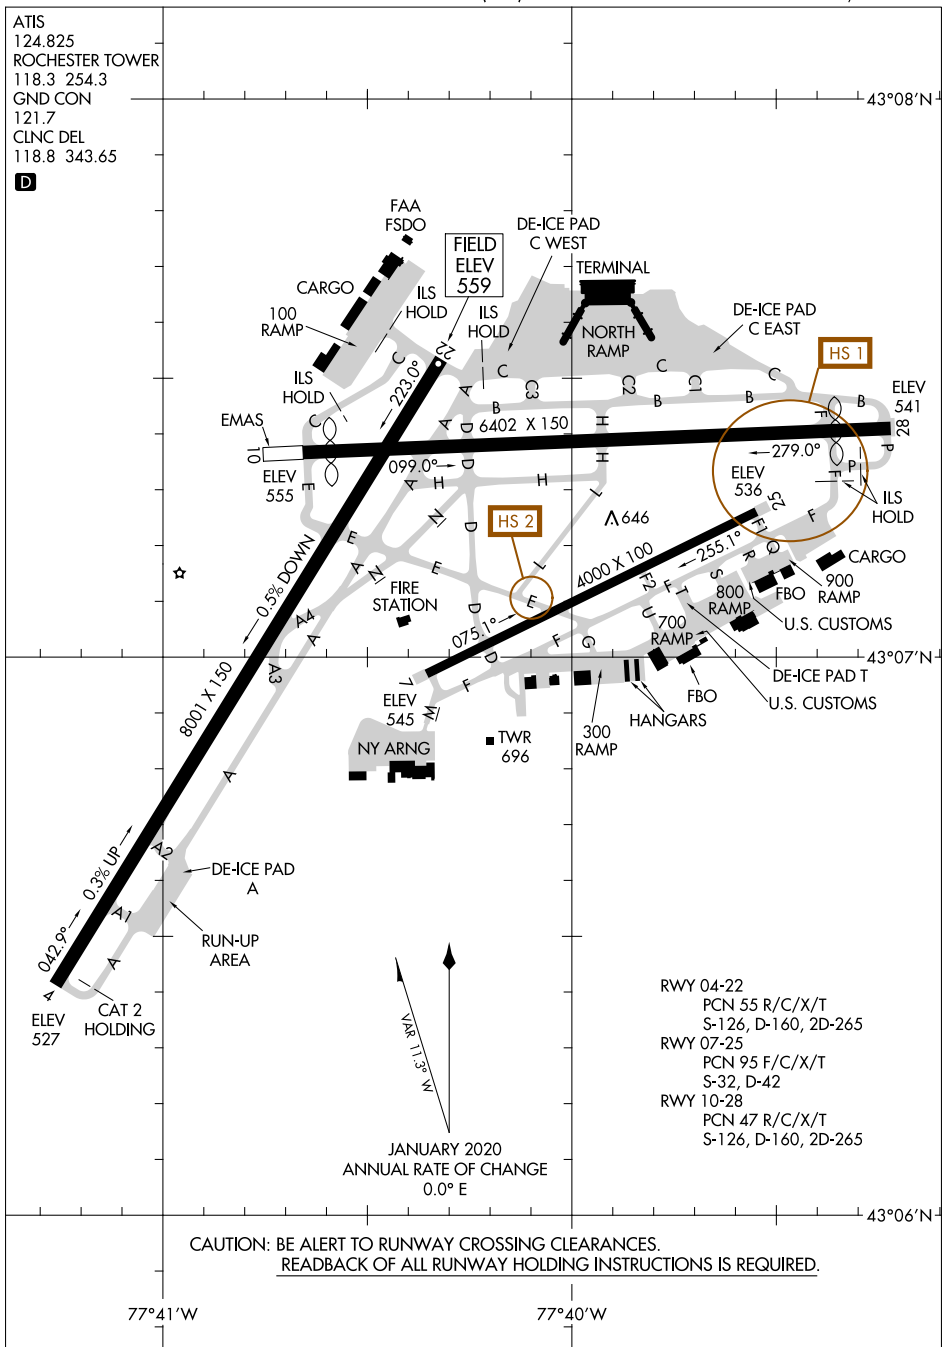 ATIS
124.825
ROCHESTER TOWER
118.3 254.3
GND CON
121.7
CLNC DEL
118.8 343.65
D
43°08'N
FAA
FSDO
FIELD
ELEV
559
DE-ICE PAD
C WEST
TERMINAL
CARGO
100
RAMP
ILS
HOLD
ILS
HOLD
NORTH
RAMP
DE-ICE PAD
C EAST
HS 1
22
C
C
C
C
C
A
C3
C2
C1
ILS
HOLD
223.0°
ELEV
541
EMAS
B
B
B
B
F
6402 X 150
A
D
H
28
10
ELEV
555
099.0°
D
H
279.0°
P
P
F
ELEV
536
ILS
HOLD
E
A
H
H
L
25
HS 2
646
F1
F
N
D
E
E
A
N
L
255.1°
G
R
CARGO
0.5% DOWN
4000 X 100
F2
F
S
T
FIRE
STATION
E
D
U
800
RAMP
FBO
900
RAMP
A4
A
075.1°
F
G
700
RAMP
U.S. CUSTOMS
A3
D
F
7
DE-ICE PAD T
43°07'N
8001 X 150
ELEV
545
W
FBO
U.S. CUSTOMS
HANGARS
300
RAMP
NY ARNG
TWR
696
A
A2
0.3% UP
DE-ICE PAD
A
A1
RUN-UP
AREA
042.9°
A
4
ELEV
527
CAT 2
HOLDING
VAR 11.3° W
JANUARY 2020
ANNUAL RATE OF CHANGE
0.0° E
RWY 04-22
PCN 55 R/C/X/T
S-126, D-160, 2D-265
RWY 07-25
PCN 95 F/C/X/T
S-32, D-42
RWY 10-28
PCN 47 R/C/X/T
S-126, D-160, 2D-265
43°06'N
CAUTION: BE ALERT TO RUNWAY CROSSING CLEARANCES.
READBACK OF ALL RUNWAY HOLDING INSTRUCTIONS IS REQUIRED.
77°41'W
77°40'W